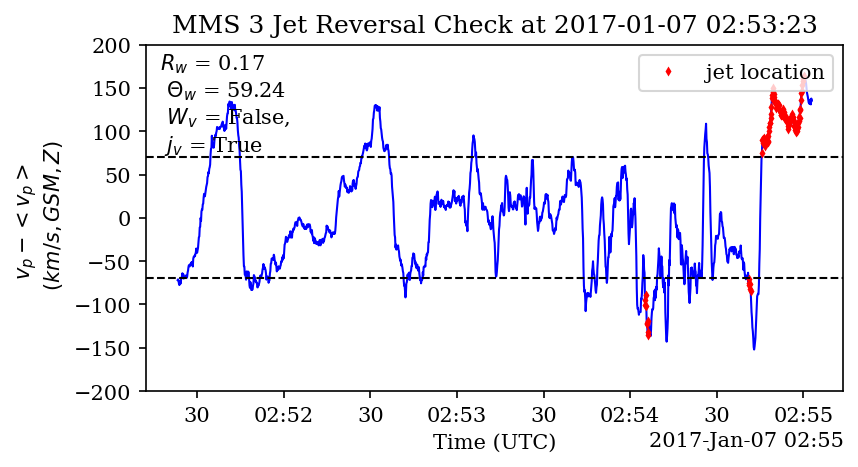 MMS 3 Jet Reversal Check at 2017-01-07 02:53:23
R_w = 0.17
Θ_w = 59.24
W_v = False,
j_v = True
jet location
v_p − < v_p >
(km/s, GSM, Z)
200
150
100
50
0
−50
−100
−150
−200
30 02:52 30 02:53 30 02:54 30 02:55
Time (UTC)
2017-Jan-07 02:55